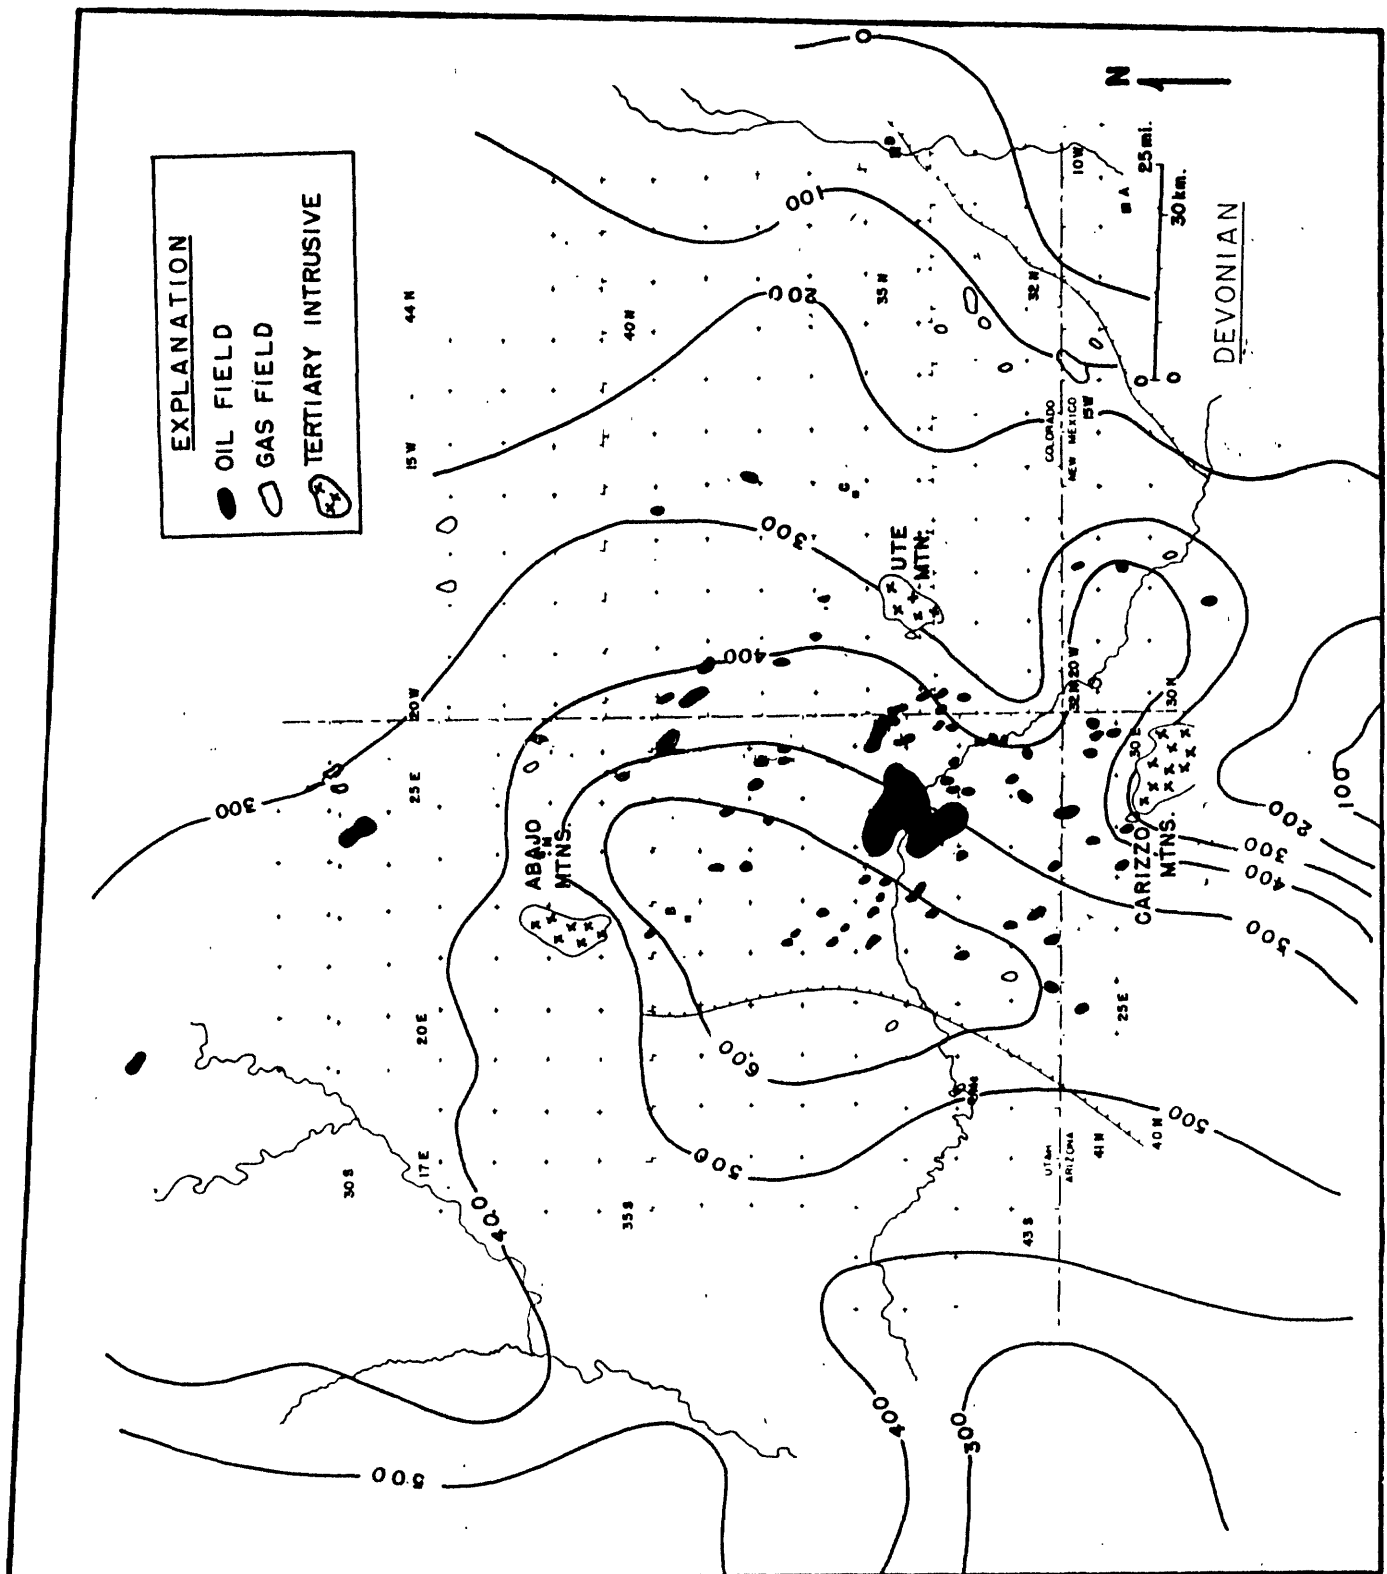 EXPLANATION
OIL FIELD
GAS FIELD
TERTIARY INTRUSIVE
N
25 mi.
30 km.
0
0
DEVONIAN
0
100
200
300
400
300
400
500
600
500
500
400
300
500
400
300
200
100
500
44 N
40 N
35 N
32 N
10 W
15 W
15 W
20 W
25 E
20 E
17 E
30 S
35 S
43 S
41 N
40 N
25 E
30 E
32 N 20 W
30 N
COLORADO
NEW MEXICO
UTAH
ARIZONA
ABAJO
MTNS.
UTE
MTN.
CARIZZO
MTNS.
A
C